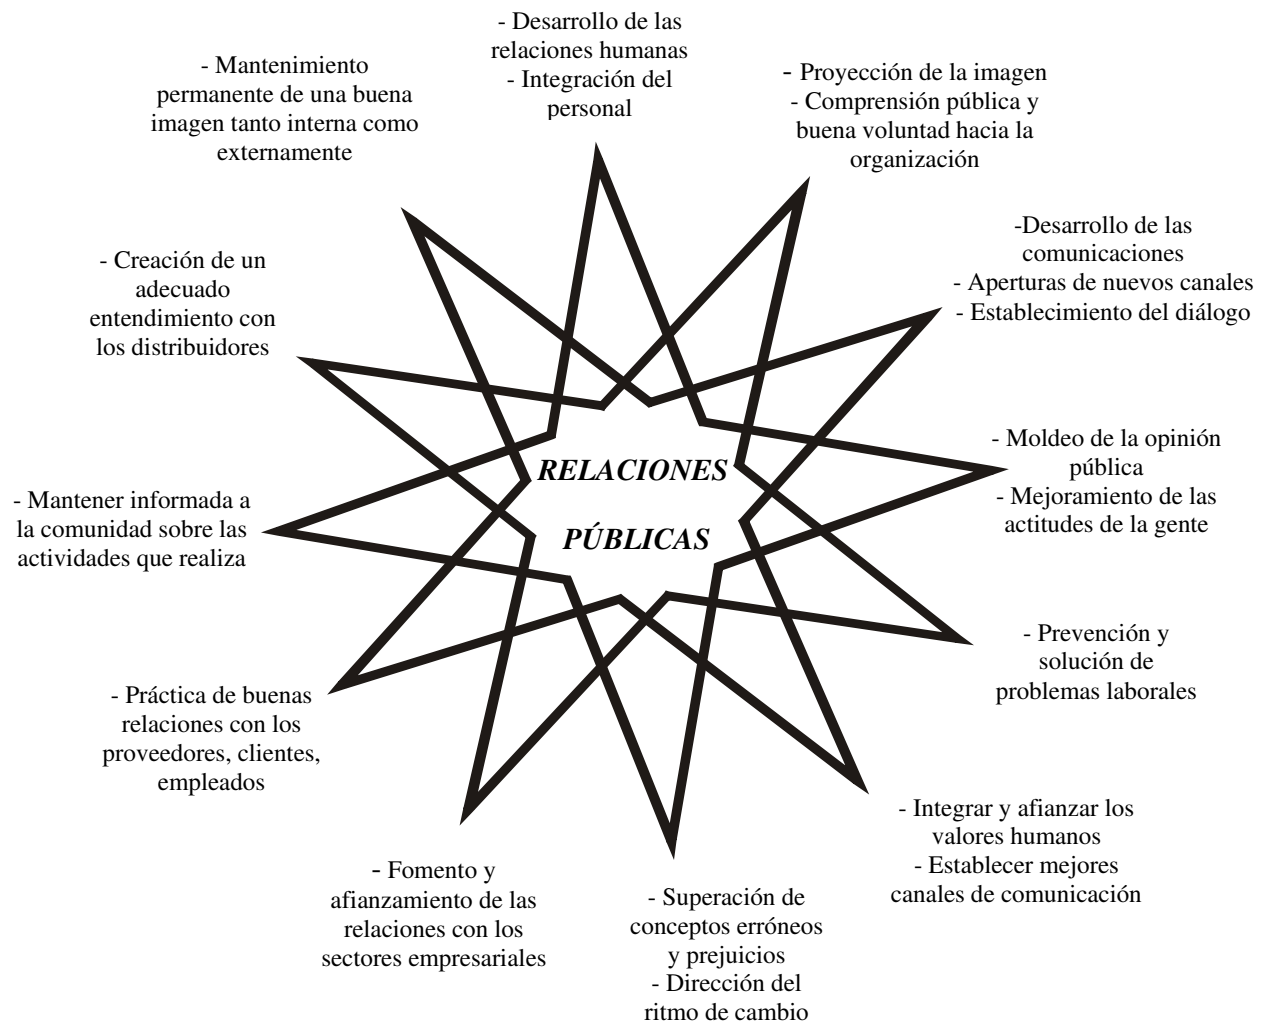 - Desarrollo de las
relaciones humanas
- Integración del
personal
- Proyección de la imagen
- Comprensión pública y
buena voluntad hacia la
organización
-Desarrollo de las
comunicaciones
- Aperturas de nuevos canales
- Establecimiento del diálogo
- Moldeo de la opinión
pública
- Mejoramiento de las
actitudes de la gente
- Prevención y
solución de
problemas laborales
- Integrar y afianzar los
valores humanos
- Establecer mejores
canales de comunicación
- Superación de
conceptos erróneos
y prejuicios
- Dirección del
ritmo de cambio
- Fomento y
afianzamiento de las
relaciones con los
sectores empresariales
- Práctica de buenas
relaciones con los
proveedores, clientes,
empleados
- Mantener informada a
la comunidad sobre las
actividades que realiza
- Creación de un
adecuado
entendimiento con
los distribuidores
- Mantenimiento
permanente de una buena
imagen tanto interna como
externamente
RELACIONES
PÚBLICAS